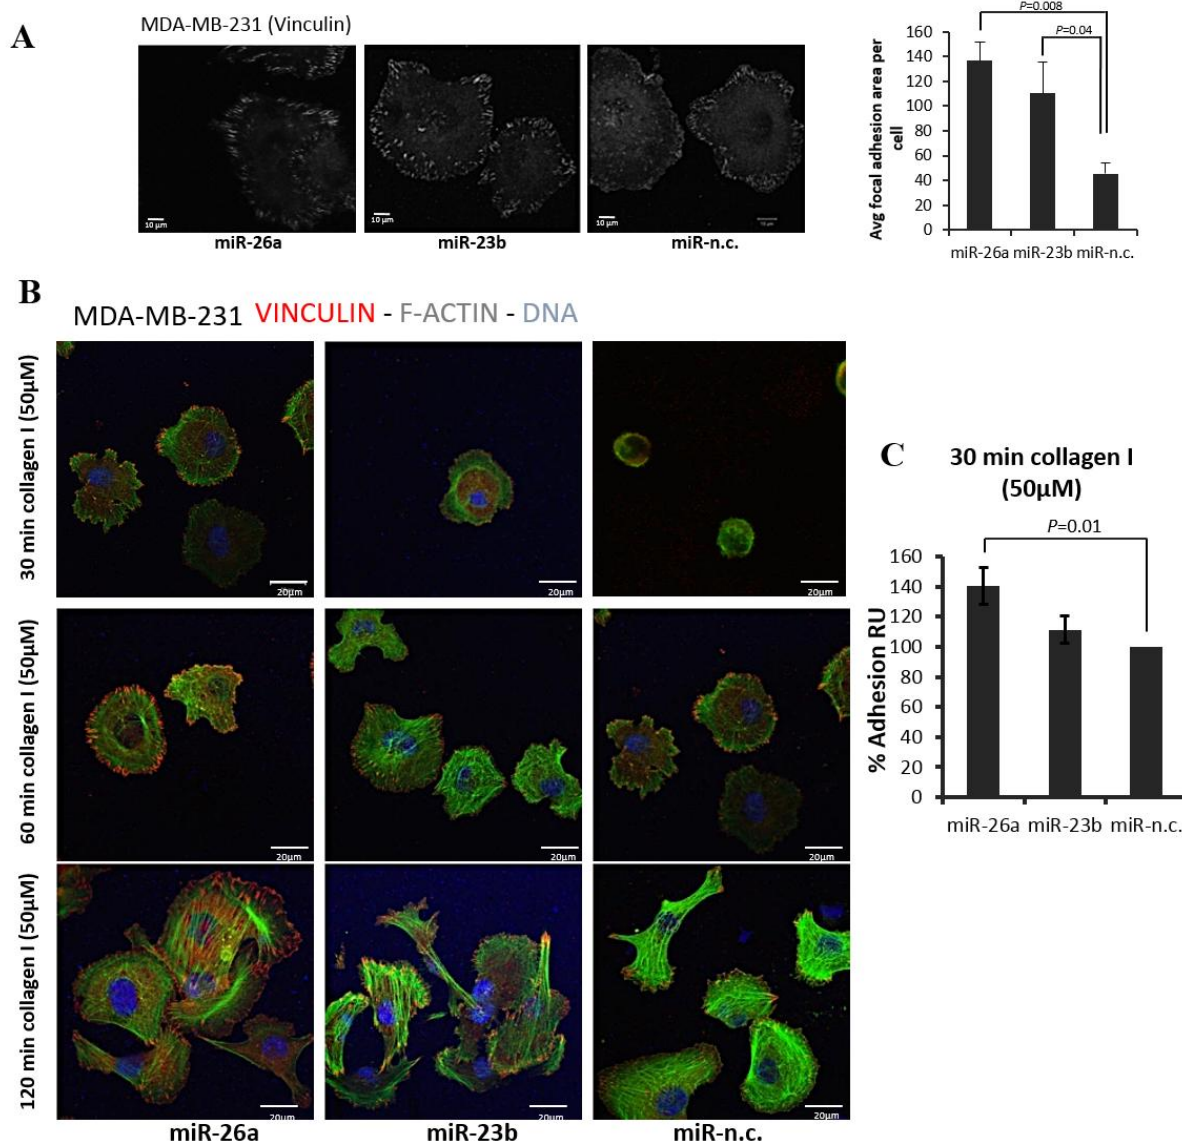 A
MDA-MB-231 (Vinculin)
10 µm
10 µm
10 µm
miR-26a
miR-23b
miR-n.c.
P=0.008
P=0.04
Avg focal adhesion area per
cell
160
140
120
100
80
60
40
20
0
miR-26a miR-23b miR-n.c.
B
MDA-MB-231 VINCULIN - F-ACTIN - DNA
30 min collagen I (50µM)
20µm
20µm
20µm
60 min collagen I (50µM)
20µm
20µm
20µm
120 min collagen I (50µM)
20µm
20µm
20µm
miR-26a
miR-23b
miR-n.c.
C
30 min collagen I
(50µM)
P=0.01
% Adhesion RU
160
140
120
100
80
60
40
20
0
miR-26a miR-23b miR-n.c.